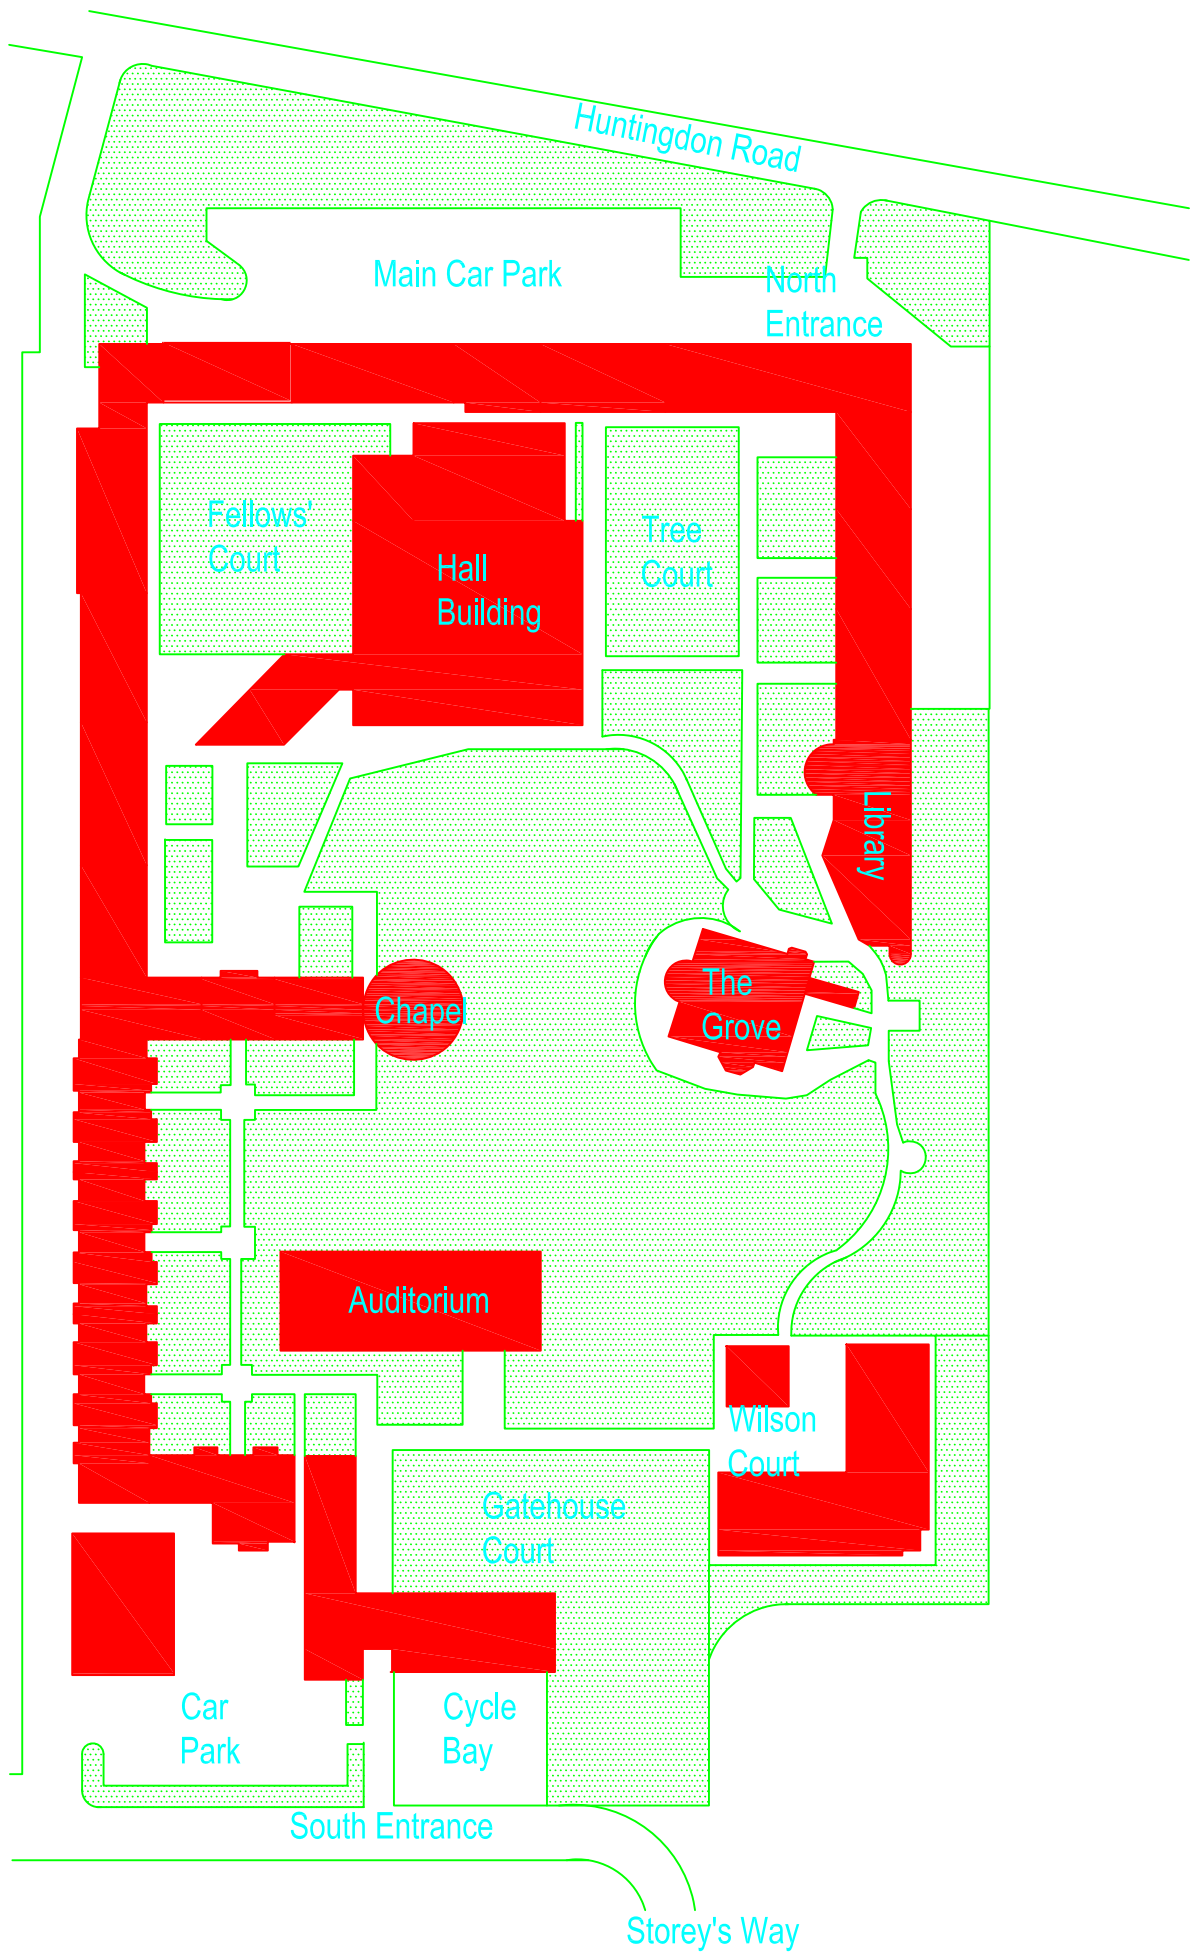 Huntingdon Road
Main Car Park
North
Entrance
Fellows'
Court
Hall
Building
Tree
Court
Library
The
Grove
Chapel
Auditorium
Wilson
Court
Gatehouse
Court
Car
Park
Cycle
Bay
South Entrance
Storey's Way